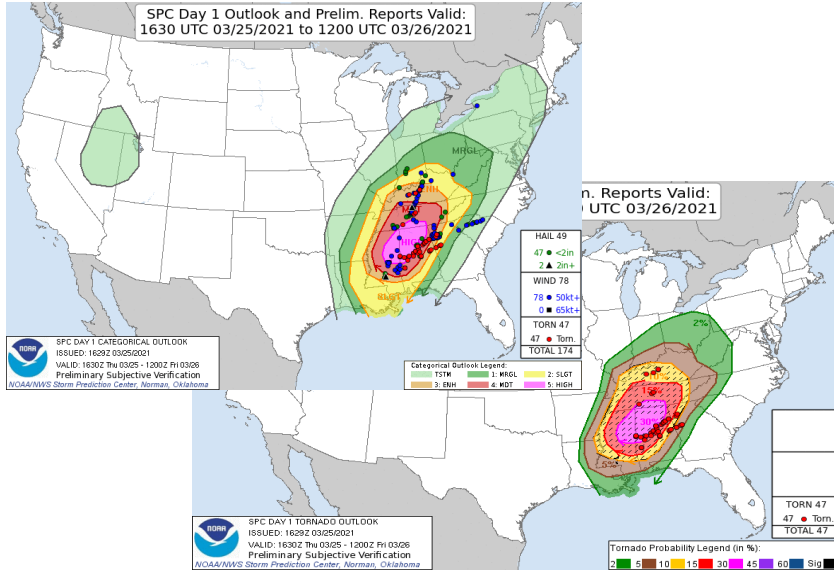 SPC Day 1 Outlook and Prelim. Reports Valid:
1630 UTC 03/25/2021 to 1200 UTC 03/26/2021
MRGL
HIGH
SLGT
HAIL 49
47 <2in
2 2in+
WIND 78
78 50kt+
0 65kt+
TORN 47
47 Torn.
TOTAL 174
NOAA
SPC DAY 1 CATEGORICAL OUTLOOK
ISSUED: 1629Z 03/25/2021
VALID: 1630Z Thu 03/25 - 1200Z Fri 03/26
Preliminary Subjective Verification
NOAA/NWS Storm Prediction Center, Norman, Oklahoma
Categorical Outlook Legend:
TSTM 1: MRGL 2: SLGT
3: ENH 4: MDT 5: HIGH
m. Reports Valid:
UTC 03/26/2021
2%
30%
5%
TORN 47
47 Torn.
TOTAL 47
NOAA
SPC DAY 1 TORNADO OUTLOOK
ISSUED: 1629Z 03/25/2021
VALID: 1630Z Thu 03/25 - 1200Z Fri 03/26
Preliminary Subjective Verification
NOAA/NWS Storm Prediction Center, Norman, Oklahoma
Tornado Probability Legend (in %):
2 5 10 15 30 45 60 Sig